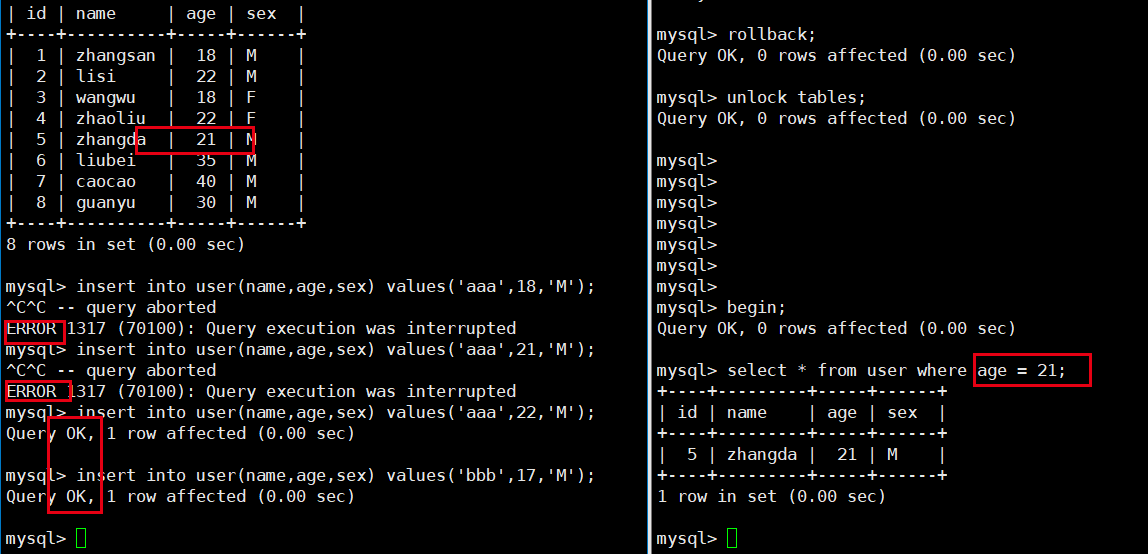 | id | name     | age | sex  |
+----+----------+-----+------+
|  1 | zhangsan |  18 | M    |
|  2 | lisi     |  22 | M    |
|  3 | wangwu   |  18 | F    |
|  4 | zhaoliu  |  22 | F    |
|  5 | zhangda  |  21 | M    |
|  6 | liubei   |  35 | M    |
|  7 | caocao   |  40 | M    |
|  8 | guanyu   |  30 | M    |
+----+----------+-----+------+
8 rows in set (0.00 sec)
mysql> insert into user(name,age,sex) values('aaa',18,'M');
^C^C -- query aborted
ERROR 1317 (70100): Query execution was interrupted
mysql> insert into user(name,age,sex) values('aaa',21,'M');
^C^C -- query aborted
ERROR 1317 (70100): Query execution was interrupted
mysql> insert into user(name,age,sex) values('aaa',22,'M');
Query OK, 1 row affected (0.00 sec)
mysql> insert into user(name,age,sex) values('bbb',17,'M');
Query OK, 1 row affected (0.00 sec)
mysql>
mysql> rollback;
Query OK, 0 rows affected (0.00 sec)
mysql> unlock tables;
Query OK, 0 rows affected (0.00 sec)
mysql>
mysql>
mysql>
mysql>
mysql>
mysql>
mysql>
mysql> begin;
Query OK, 0 rows affected (0.00 sec)
mysql> select * from user where age = 21;
+----+---------+-----+------+
| id | name    | age | sex  |
+----+---------+-----+------+
|  5 | zhangda |  21 | M    |
+----+---------+-----+------+
1 row in set (0.00 sec)
mysql>